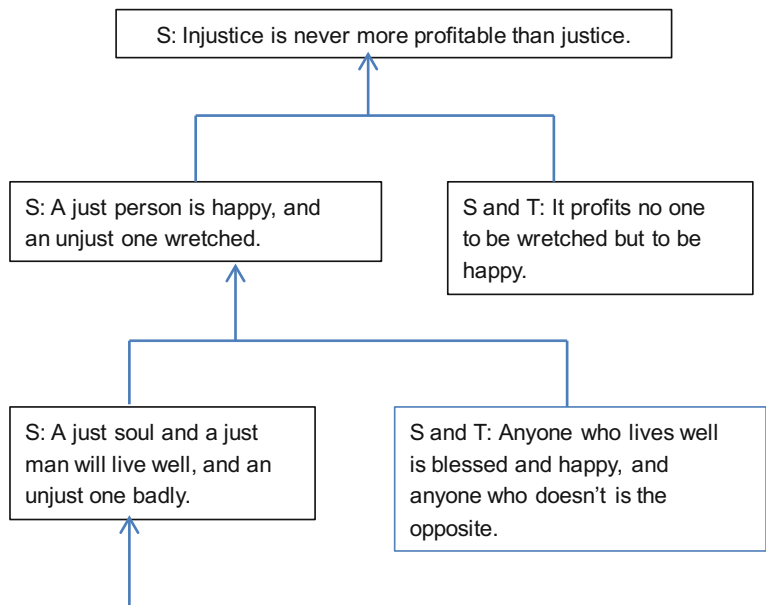 S: Injustice is never more profitable than justice.
S: A just person is happy, and
an unjust one wretched.
S and T: It profits no one
to be wretched but to be
happy.
S: A just soul and a just
man will live well, and an
unjust one badly.
S and T: Anyone who lives well
is blessed and happy, and
anyone who doesn’t is the
opposite.